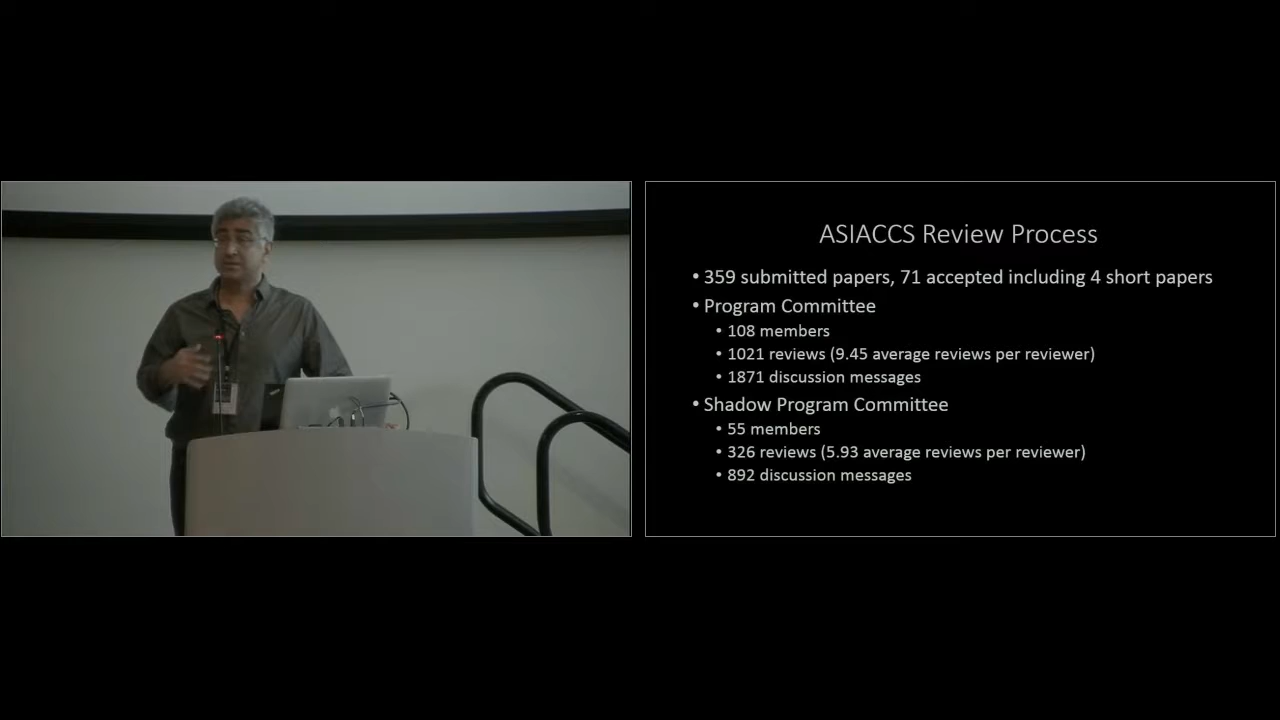 ASIACCS Review Process
• 359 submitted papers, 71 accepted including 4 short papers
• Program Committee
• 108 members
• 1021 reviews (9.45 average reviews per reviewer)
• 1871 discussion messages
• Shadow Program Committee
• 55 members
• 326 reviews (5.93 average reviews per reviewer)
• 892 discussion messages